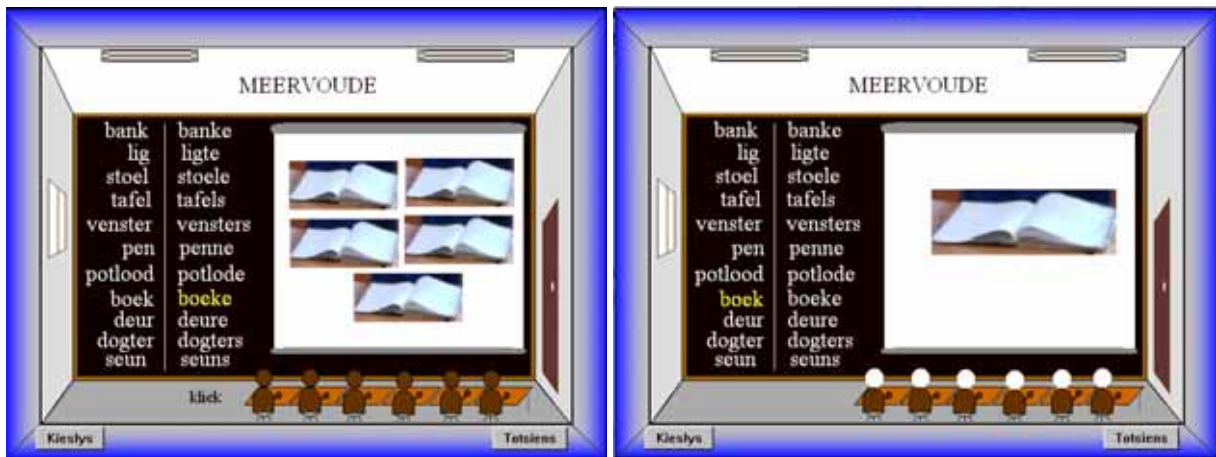 MEERVOUDE
bank banke
lig ligte
stoel stoele
tafel tafels
venster vensters
pen penne
potlood potlode
boek boeke
deur deure
dogter dogters
seun seuns
kliek
Kieslys Totsiens
MEERVOUDE
bank banke
lig ligte
stoel stoele
tafel tafels
venster vensters
pen penne
potlood potlode
boek boeke
deur deure
dogter dogters
seun seuns
Kieslys Totsiens